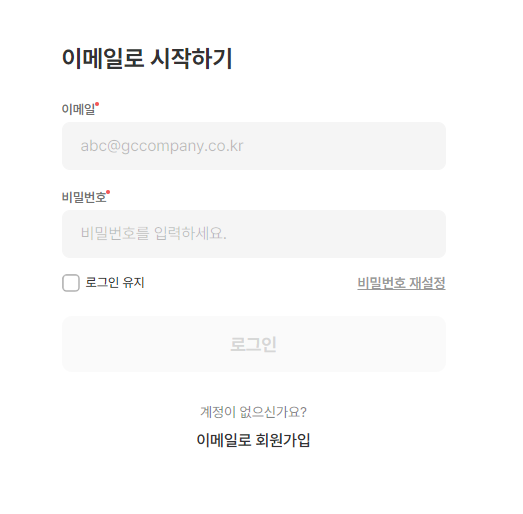 이메일로 시작하기
이메일
abc@gccompany.co.kr
비밀번호
비밀번호를 입력하세요.
로그인 유지 비밀번호 재설정
로그인
계정이 없으신가요?
이메일로 회원가입